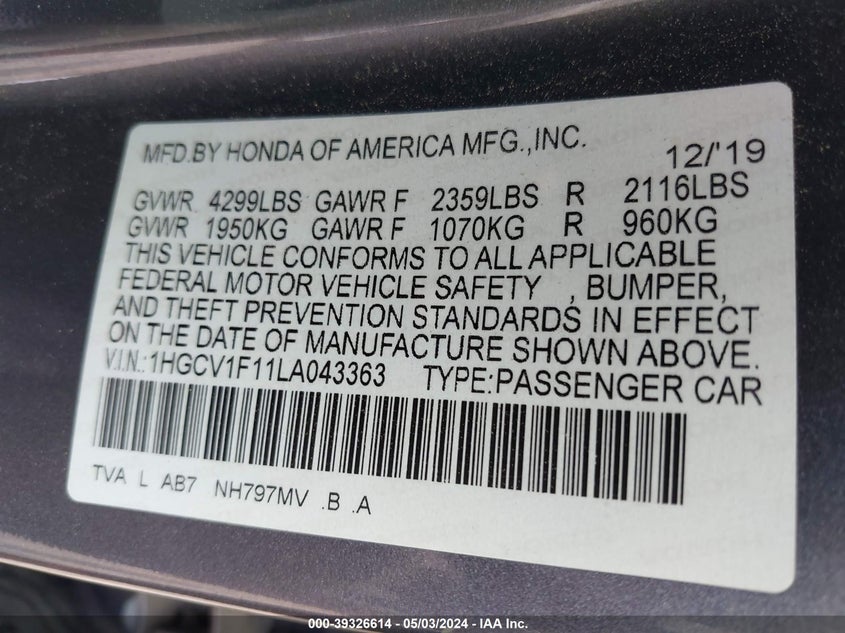 MFD.BY HONDA OF AMERICA MFG.,INC. 12/'19
GVWR 4299LBS GAWR F 2359LBS R 2116LBS
GVWR 1950KG GAWR F 1070KG R 960KG
THIS VEHICLE CONFORMS TO ALL APPLICABLE
FEDERAL MOTOR VEHICLE SAFETY , BUMPER,
AND THEFT PREVENTION STANDARDS IN EFFECT
ON THE DATE OF MANUFACTURE SHOWN ABOVE.
V.I.N.:1HGCV1F11LA043363 TYPE:PASSENGER CAR
TVA L AB7 NH797MV .B .A
000-39326614 - 05/03/2024 - IAA Inc.